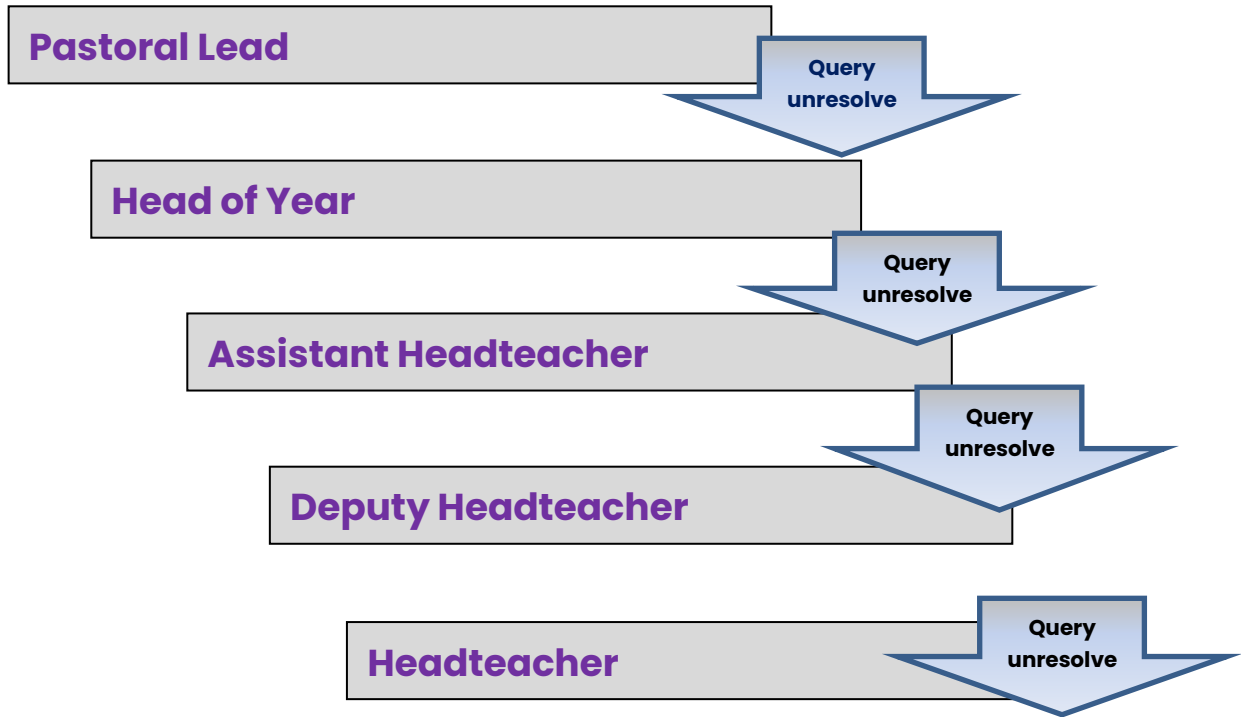 Pastoral Lead
Query
unresolve
Head of Year
Query
unresolve
Assistant Headteacher
Query
unresolve
Deputy Headteacher
Query
unresolve
Headteacher